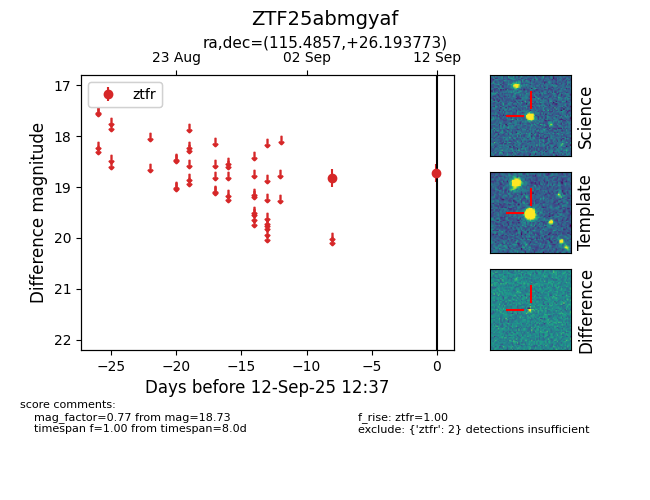 ZTF25abmgyaf
ra,dec=(115.4857,+26.193773)
23 Aug 02 Sep 12 Sep
ztfr
17
18
19
20
21
22
Difference magnitude
−25 −20 −15 −10 −5 0
Days before 12-Sep-25 12:37
Science
Template
Difference
score comments:
mag_factor=0.77 from mag=18.73
timespan f=1.00 from timespan=8.0d
f_rise: ztfr=1.00
exclude: {'ztfr': 2} detections insufficient